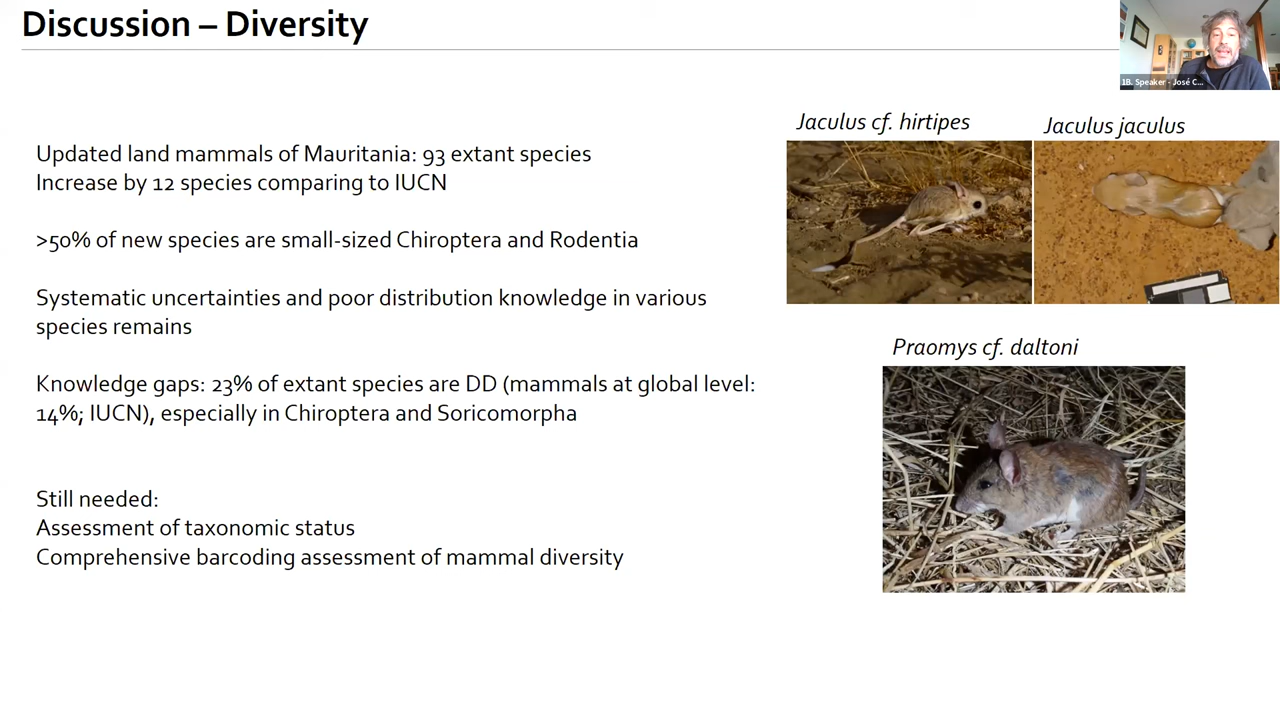 Discussion – Diversity
1B. Speaker - José C...
Jaculus cf. hirtipes
Jaculus jaculus
Updated land mammals of Mauritania: 93 extant species
Increase by 12 species comparing to IUCN
>50% of new species are small-sized Chiroptera and Rodentia
Systematic uncertainties and poor distribution knowledge in various
species remains
Praomys cf. daltoni
Knowledge gaps: 23% of extant species are DD (mammals at global level:
14%; IUCN), especially in Chiroptera and Soricomorpha
Still needed:
Assessment of taxonomic status
Comprehensive barcoding assessment of mammal diversity